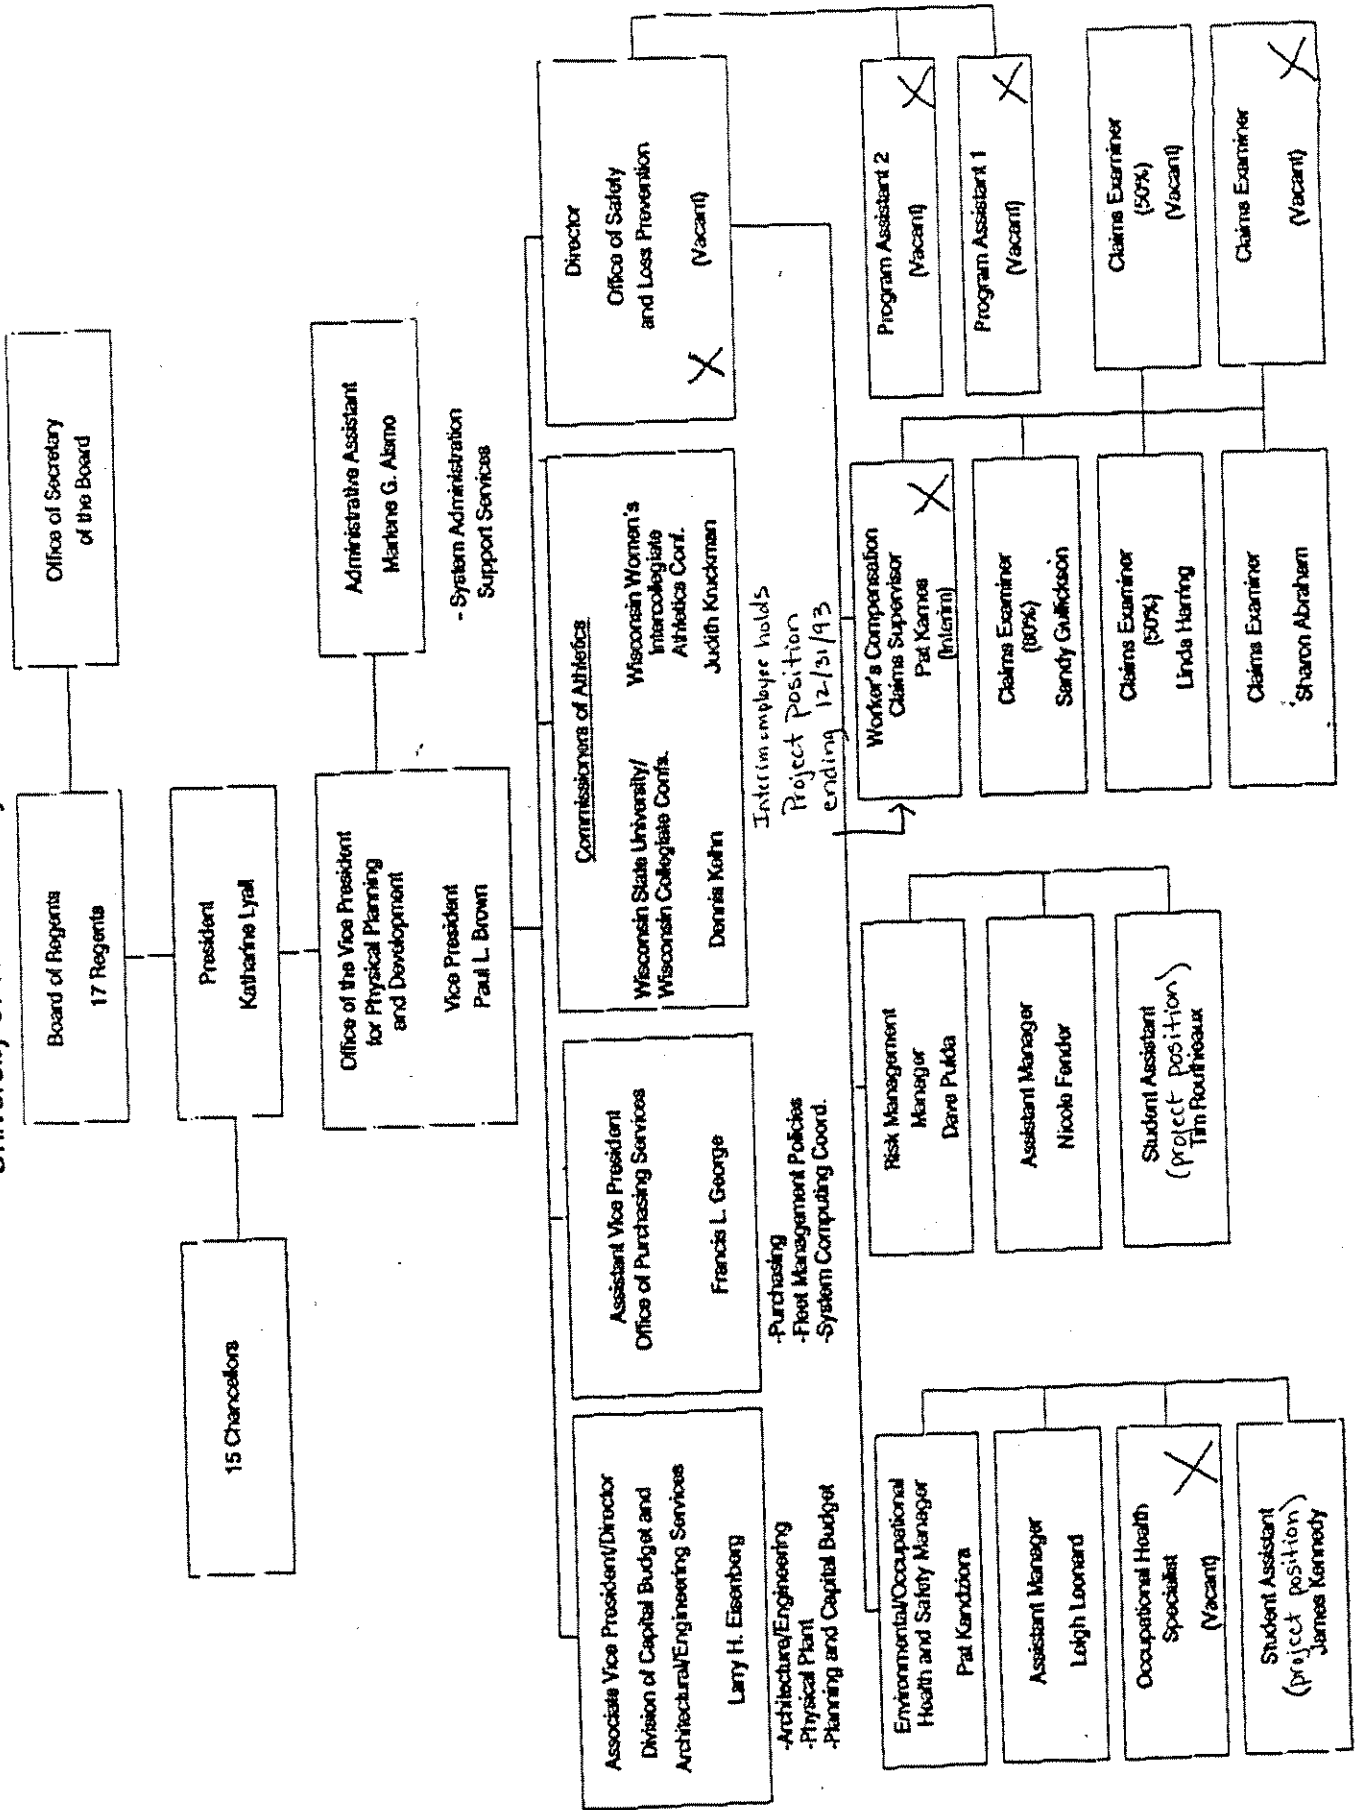 Board of Regents
17 Regents
Office of Secretary
of the Board
15 Chancellors
President
Katharine Lyall
Office of the Vice President
for Physical Planning
and Development
Vice President
Paul L. Brown
Administrative Assistant
Marlene G. Alamo
- System Administration
Support Services
Associate Vice President/Director
Division of Capital Budget and
Architectural/Engineering Services
Larry H. Eisenberg
-Architecture/Engineering
-Physical Plant
-Planning and Capital Budget
Assistant Vice President
Office of Purchasing Services
Francis L. George
-Purchasing
-Fleet Management Policies
-System Computing Coord.
Commissioners of Athletics
Wisconsin State University/
Wisconsin Collegiate Confs.
Dennis Keihn
Wisconsin Women's
Intercollegiate
Athletics Conf.
Judith Kruckman
Director
Office of Safety
and Loss Prevention
(Vacant)
X
Interim employee holds
Project position
ending 12/31/93
Environmental/Occupational
Health and Safety Manager
Pat Kandziora
Assistant Manager
Leigh Leonard
Occupational Health
Specialist
(Vacant)
X
Student Assistant
(project position)
James Kennedy
Risk Management
Manager
Dave Pulda
Assistant Manager
Nicole Fender
Student Assistant
(project position)
Tim Routhieaux
Worker's Compensation
Claims Supervisor
Pat Karnes
(Interim)
X
Claims Examiner
(80%)
Sandy Gullickson
Claims Examiner
(50%)
Linda Harring
Claims Examiner
Sharon Abraham
Program Assistant 2
(Vacant)
X
Program Assistant 1
(Vacant)
X
Claims Examiner
(50%)
(Vacant)
Claims Examiner
(Vacant)
X